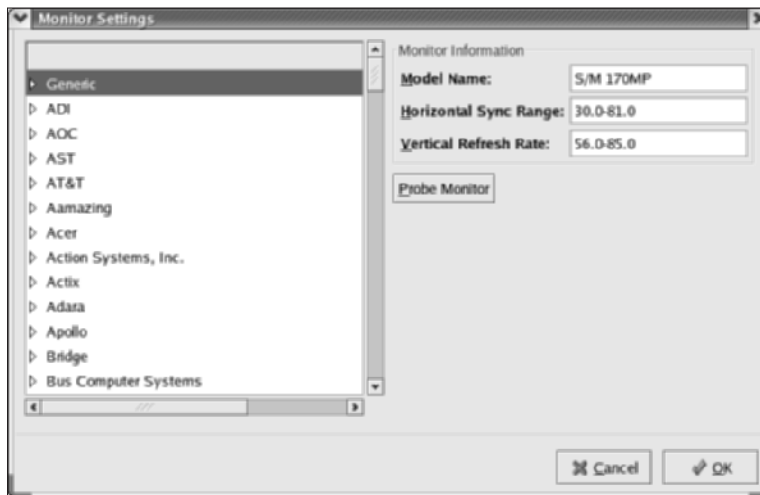 Monitor Settings
Generic
ADI
AOC
AST
AT&T
Aamazing
Acer
Action Systems, Inc.
Actix
Adara
Apollo
Bridge
Bus Computer Systems
Monitor Information
Model Name: S/M 170MP
Horizontal Sync Range: 30.0-81.0
Vertical Refresh Rate: 56.0-85.0
Probe Monitor
Cancel
OK